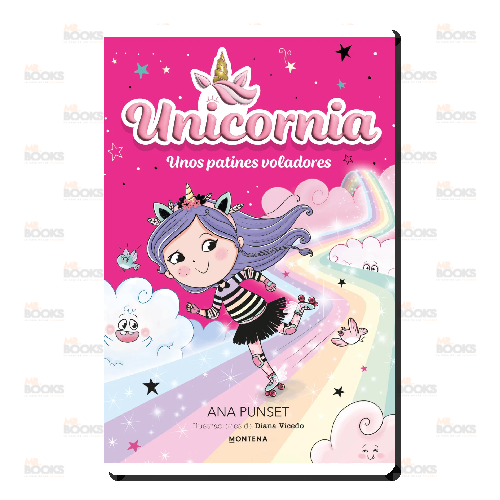 Unicornia
Unos patines voladores
ANA PUNSET
Ilustraciones de Diana Vicedo
MONTENA